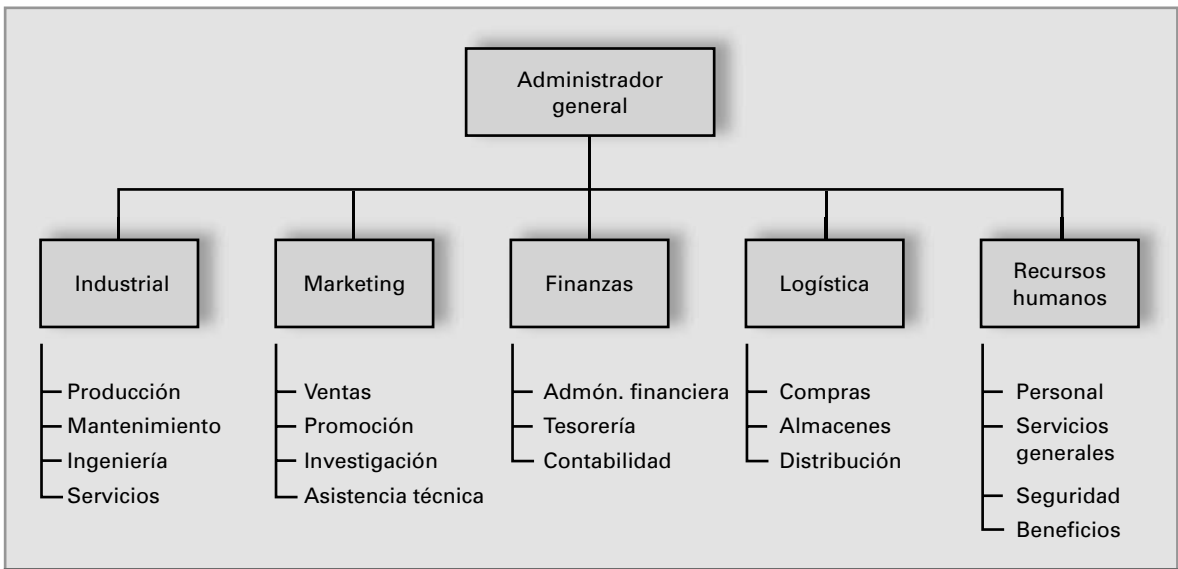 Administrador
general
Industrial
Marketing
Finanzas
Logística
Recursos
humanos
Producción
Mantenimiento
Ingeniería
Servicios
Ventas
Promoción
Investigación
Asistencia técnica
Admón. financiera
Tesorería
Contabilidad
Compras
Almacenes
Distribución
Personal
Servicios
generales
Seguridad
Beneficios